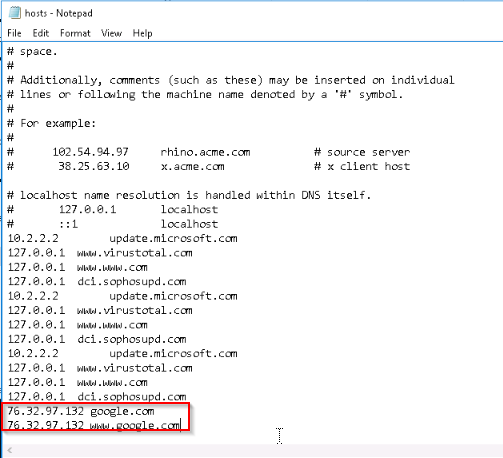 hosts - Notepad
File Edit Format View Help
# space.
#
# Additionally, comments (such as these) may be inserted on individual
# lines or following the machine name denoted by a '#' symbol.
#
# For example:
#
#      102.54.94.97     rhino.acme.com          # source server
#       38.25.63.10     x.acme.com              # x client host

# localhost name resolution is handled within DNS itself.
#       127.0.0.1       localhost
#       ::1             localhost
10.2.2.2        update.microsoft.com
127.0.0.1  www.virustotal.com
127.0.0.1  www.www.com
127.0.0.1  dci.sophosupd.com
10.2.2.2        update.microsoft.com
127.0.0.1  www.virustotal.com
127.0.0.1  www.www.com
127.0.0.1  dci.sophosupd.com
10.2.2.2        update.microsoft.com
127.0.0.1  www.virustotal.com
127.0.0.1  www.www.com
127.0.0.1  dci.sophosupd.com
76.32.97.132 google.com
76.32.97.132 www.google.com